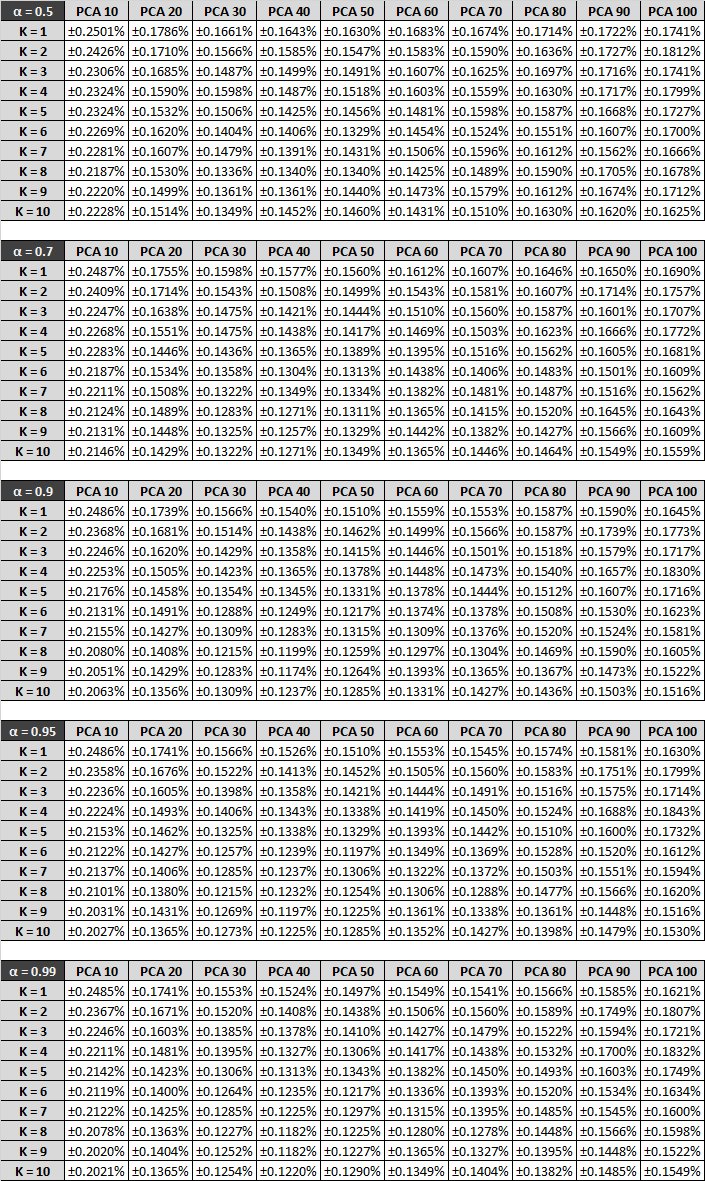 α = 0.5 PCA 10 PCA 20 PCA 30 PCA 40 PCA 50 PCA 60 PCA 70 PCA 80 PCA 90 PCA 100
K = 1 ±0.2501% ±0.1786% ±0.1661% ±0.1643% ±0.1630% ±0.1683% ±0.1674% ±0.1714% ±0.1722% ±0.1741%
K = 2 ±0.2426% ±0.1710% ±0.1566% ±0.1585% ±0.1547% ±0.1583% ±0.1590% ±0.1636% ±0.1727% ±0.1812%
K = 3 ±0.2306% ±0.1685% ±0.1487% ±0.1499% ±0.1491% ±0.1607% ±0.1625% ±0.1697% ±0.1716% ±0.1741%
K = 4 ±0.2324% ±0.1590% ±0.1598% ±0.1487% ±0.1518% ±0.1603% ±0.1559% ±0.1630% ±0.1717% ±0.1799%
K = 5 ±0.2324% ±0.1532% ±0.1506% ±0.1425% ±0.1456% ±0.1481% ±0.1598% ±0.1587% ±0.1668% ±0.1727%
K = 6 ±0.2269% ±0.1620% ±0.1404% ±0.1406% ±0.1329% ±0.1454% ±0.1524% ±0.1551% ±0.1607% ±0.1700%
K = 7 ±0.2281% ±0.1607% ±0.1479% ±0.1391% ±0.1431% ±0.1506% ±0.1596% ±0.1612% ±0.1562% ±0.1666%
K = 8 ±0.2187% ±0.1530% ±0.1336% ±0.1340% ±0.1340% ±0.1425% ±0.1489% ±0.1590% ±0.1705% ±0.1678%
K = 9 ±0.2220% ±0.1499% ±0.1361% ±0.1361% ±0.1440% ±0.1473% ±0.1579% ±0.1612% ±0.1674% ±0.1712%
K = 10 ±0.2228% ±0.1514% ±0.1349% ±0.1452% ±0.1460% ±0.1431% ±0.1510% ±0.1630% ±0.1620% ±0.1625%
α = 0.7 PCA 10 PCA 20 PCA 30 PCA 40 PCA 50 PCA 60 PCA 70 PCA 80 PCA 90 PCA 100
K = 1 ±0.2487% ±0.1755% ±0.1598% ±0.1577% ±0.1560% ±0.1612% ±0.1607% ±0.1646% ±0.1650% ±0.1690%
K = 2 ±0.2409% ±0.1714% ±0.1543% ±0.1508% ±0.1499% ±0.1543% ±0.1581% ±0.1607% ±0.1714% ±0.1757%
K = 3 ±0.2247% ±0.1638% ±0.1475% ±0.1421% ±0.1444% ±0.1510% ±0.1560% ±0.1587% ±0.1601% ±0.1707%
K = 4 ±0.2268% ±0.1551% ±0.1475% ±0.1438% ±0.1417% ±0.1469% ±0.1503% ±0.1623% ±0.1666% ±0.1772%
K = 5 ±0.2283% ±0.1446% ±0.1436% ±0.1365% ±0.1389% ±0.1395% ±0.1516% ±0.1562% ±0.1605% ±0.1681%
K = 6 ±0.2187% ±0.1534% ±0.1358% ±0.1304% ±0.1313% ±0.1438% ±0.1406% ±0.1483% ±0.1501% ±0.1609%
K = 7 ±0.2211% ±0.1508% ±0.1322% ±0.1349% ±0.1334% ±0.1382% ±0.1481% ±0.1487% ±0.1516% ±0.1562%
K = 8 ±0.2124% ±0.1489% ±0.1283% ±0.1271% ±0.1311% ±0.1365% ±0.1415% ±0.1520% ±0.1645% ±0.1643%
K = 9 ±0.2131% ±0.1448% ±0.1325% ±0.1257% ±0.1329% ±0.1442% ±0.1382% ±0.1427% ±0.1566% ±0.1609%
K = 10 ±0.2146% ±0.1429% ±0.1322% ±0.1271% ±0.1349% ±0.1365% ±0.1446% ±0.1464% ±0.1549% ±0.1559%
α = 0.9 PCA 10 PCA 20 PCA 30 PCA 40 PCA 50 PCA 60 PCA 70 PCA 80 PCA 90 PCA 100
K = 1 ±0.2486% ±0.1739% ±0.1566% ±0.1540% ±0.1510% ±0.1559% ±0.1553% ±0.1587% ±0.1590% ±0.1645%
K = 2 ±0.2368% ±0.1681% ±0.1514% ±0.1438% ±0.1462% ±0.1499% ±0.1566% ±0.1587% ±0.1739% ±0.1773%
K = 3 ±0.2246% ±0.1620% ±0.1429% ±0.1358% ±0.1415% ±0.1446% ±0.1501% ±0.1518% ±0.1579% ±0.1717%
K = 4 ±0.2253% ±0.1505% ±0.1423% ±0.1365% ±0.1378% ±0.1448% ±0.1473% ±0.1540% ±0.1657% ±0.1830%
K = 5 ±0.2176% ±0.1458% ±0.1354% ±0.1345% ±0.1331% ±0.1378% ±0.1444% ±0.1512% ±0.1607% ±0.1716%
K = 6 ±0.2131% ±0.1491% ±0.1288% ±0.1249% ±0.1217% ±0.1374% ±0.1378% ±0.1508% ±0.1530% ±0.1623%
K = 7 ±0.2155% ±0.1427% ±0.1309% ±0.1283% ±0.1315% ±0.1309% ±0.1376% ±0.1520% ±0.1524% ±0.1581%
K = 8 ±0.2080% ±0.1408% ±0.1215% ±0.1199% ±0.1259% ±0.1297% ±0.1304% ±0.1469% ±0.1590% ±0.1605%
K = 9 ±0.2051% ±0.1429% ±0.1283% ±0.1174% ±0.1264% ±0.1393% ±0.1365% ±0.1367% ±0.1473% ±0.1522%
K = 10 ±0.2063% ±0.1356% ±0.1309% ±0.1237% ±0.1285% ±0.1331% ±0.1427% ±0.1436% ±0.1503% ±0.1516%
α = 0.95 PCA 10 PCA 20 PCA 30 PCA 40 PCA 50 PCA 60 PCA 70 PCA 80 PCA 90 PCA 100
K = 1 ±0.2486% ±0.1741% ±0.1566% ±0.1526% ±0.1510% ±0.1553% ±0.1545% ±0.1574% ±0.1581% ±0.1630%
K = 2 ±0.2358% ±0.1676% ±0.1522% ±0.1413% ±0.1452% ±0.1505% ±0.1560% ±0.1583% ±0.1751% ±0.1799%
K = 3 ±0.2236% ±0.1605% ±0.1398% ±0.1358% ±0.1421% ±0.1444% ±0.1491% ±0.1516% ±0.1575% ±0.1714%
K = 4 ±0.2224% ±0.1493% ±0.1406% ±0.1343% ±0.1338% ±0.1419% ±0.1450% ±0.1524% ±0.1688% ±0.1843%
K = 5 ±0.2153% ±0.1462% ±0.1325% ±0.1338% ±0.1329% ±0.1393% ±0.1442% ±0.1510% ±0.1600% ±0.1732%
K = 6 ±0.2122% ±0.1427% ±0.1257% ±0.1239% ±0.1197% ±0.1349% ±0.1369% ±0.1528% ±0.1520% ±0.1612%
K = 7 ±0.2137% ±0.1406% ±0.1285% ±0.1237% ±0.1306% ±0.1322% ±0.1372% ±0.1503% ±0.1551% ±0.1594%
K = 8 ±0.2101% ±0.1380% ±0.1215% ±0.1232% ±0.1254% ±0.1306% ±0.1288% ±0.1477% ±0.1566% ±0.1620%
K = 9 ±0.2031% ±0.1431% ±0.1269% ±0.1197% ±0.1225% ±0.1361% ±0.1338% ±0.1361% ±0.1448% ±0.1516%
K = 10 ±0.2027% ±0.1365% ±0.1273% ±0.1225% ±0.1285% ±0.1352% ±0.1427% ±0.1398% ±0.1479% ±0.1530%
α = 0.99 PCA 10 PCA 20 PCA 30 PCA 40 PCA 50 PCA 60 PCA 70 PCA 80 PCA 90 PCA 100
K = 1 ±0.2485% ±0.1741% ±0.1553% ±0.1524% ±0.1497% ±0.1549% ±0.1541% ±0.1566% ±0.1585% ±0.1621%
K = 2 ±0.2367% ±0.1671% ±0.1520% ±0.1408% ±0.1438% ±0.1506% ±0.1560% ±0.1589% ±0.1749% ±0.1807%
K = 3 ±0.2246% ±0.1603% ±0.1385% ±0.1378% ±0.1410% ±0.1427% ±0.1479% ±0.1522% ±0.1594% ±0.1721%
K = 4 ±0.2211% ±0.1481% ±0.1395% ±0.1327% ±0.1306% ±0.1417% ±0.1438% ±0.1532% ±0.1700% ±0.1832%
K = 5 ±0.2142% ±0.1423% ±0.1306% ±0.1313% ±0.1343% ±0.1382% ±0.1450% ±0.1493% ±0.1603% ±0.1749%
K = 6 ±0.2119% ±0.1400% ±0.1264% ±0.1235% ±0.1217% ±0.1336% ±0.1393% ±0.1520% ±0.1534% ±0.1634%
K = 7 ±0.2122% ±0.1425% ±0.1285% ±0.1225% ±0.1297% ±0.1315% ±0.1395% ±0.1485% ±0.1545% ±0.1600%
K = 8 ±0.2078% ±0.1363% ±0.1227% ±0.1182% ±0.1225% ±0.1280% ±0.1278% ±0.1448% ±0.1566% ±0.1598%
K = 9 ±0.2020% ±0.1404% ±0.1252% ±0.1182% ±0.1227% ±0.1365% ±0.1327% ±0.1395% ±0.1448% ±0.1522%
K = 10 ±0.2021% ±0.1365% ±0.1254% ±0.1220% ±0.1290% ±0.1349% ±0.1404% ±0.1382% ±0.1485% ±0.1549%